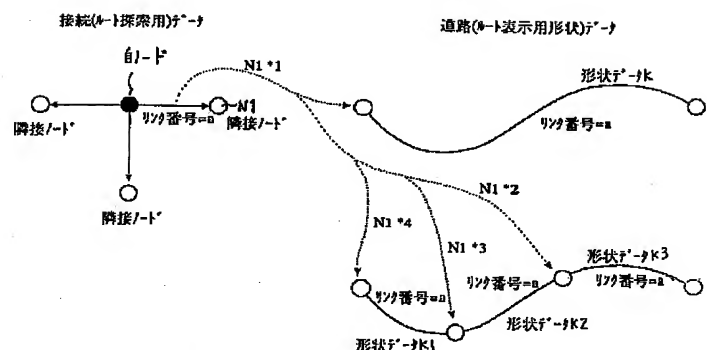 接続(ﾙｰﾄ探索用)ﾃﾞｰﾀ
道路(ﾙｰﾄ表示用形状)ﾃﾞｰﾀ
自ﾉｰﾄﾞ
N1 *1
形状ﾃﾞｰﾀK
N1
隣接ﾉｰﾄﾞ
ﾘﾝｸ番号=n
隣接ﾉｰﾄﾞ
ﾘﾝｸ番号=n
隣接ﾉｰﾄﾞ
N1 *2
N1 *4
N1 *3
形状ﾃﾞｰﾀK3
ﾘﾝｸ番号=n
ﾘﾝｸ番号=n
ﾘﾝｸ番号=n
形状ﾃﾞｰﾀK2
形状ﾃﾞｰﾀK1